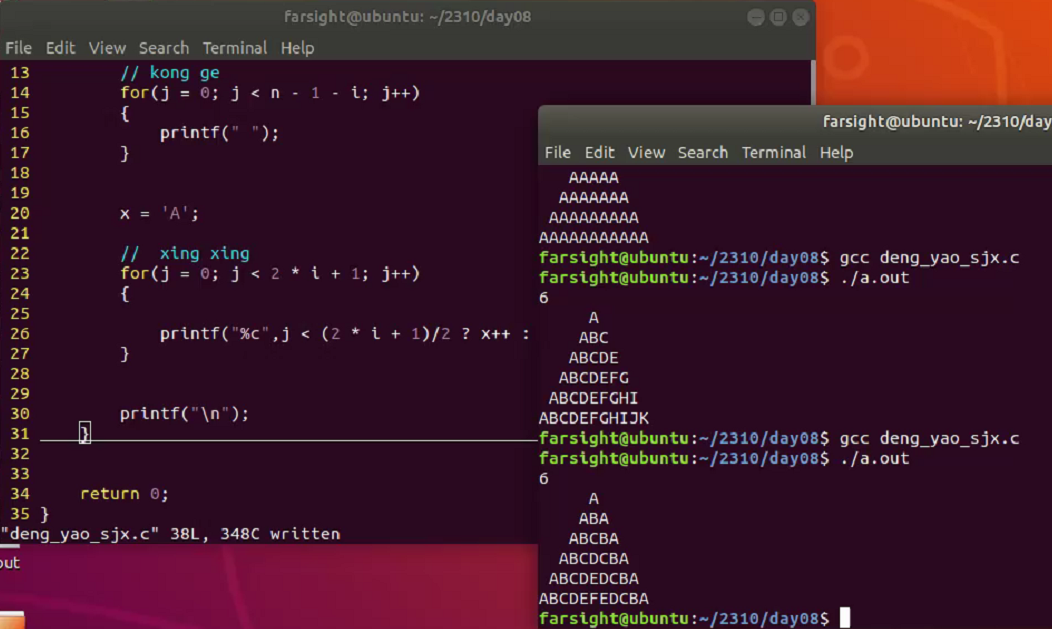 farsight@ubuntu: ~/2310/day08
File Edit View Search Terminal Help
13 // kong ge
14 for(j = 0; j < n - 1 - i; j++)
15 {
16 printf(" ");
17 }
18
19
20 x = 'A';
21
22 // xing xing
23 for(j = 0; j < 2 * i + 1; j++)
24 {
25
26 printf("%c",j < (2 * i + 1)/2 ? x++ :
27 }
28
29
30 printf("\n");
31 }
32
33
34 return 0;
35 }
"deng_yao_sjx.c" 38L, 348C written
out
farsight@ubuntu: ~/2310/day
File Edit View Search Terminal Help
AAAAA
AAAAAAA
AAAAAAAAA
AAAAAAAAAAA
farsight@ubuntu:~/2310/day08$ gcc deng_yao_sjx.c
farsight@ubuntu:~/2310/day08$ ./a.out
6
A
ABC
ABCDE
ABCDEFG
ABCDEFGHI
ABCDEFGHIJK
farsight@ubuntu:~/2310/day08$ gcc deng_yao_sjx.c
farsight@ubuntu:~/2310/day08$ ./a.out
6
A
ABA
ABCBA
ABCDCBA
ABCDEDCBA
ABCDEFEDCBA
farsight@ubuntu:~/2310/day08$